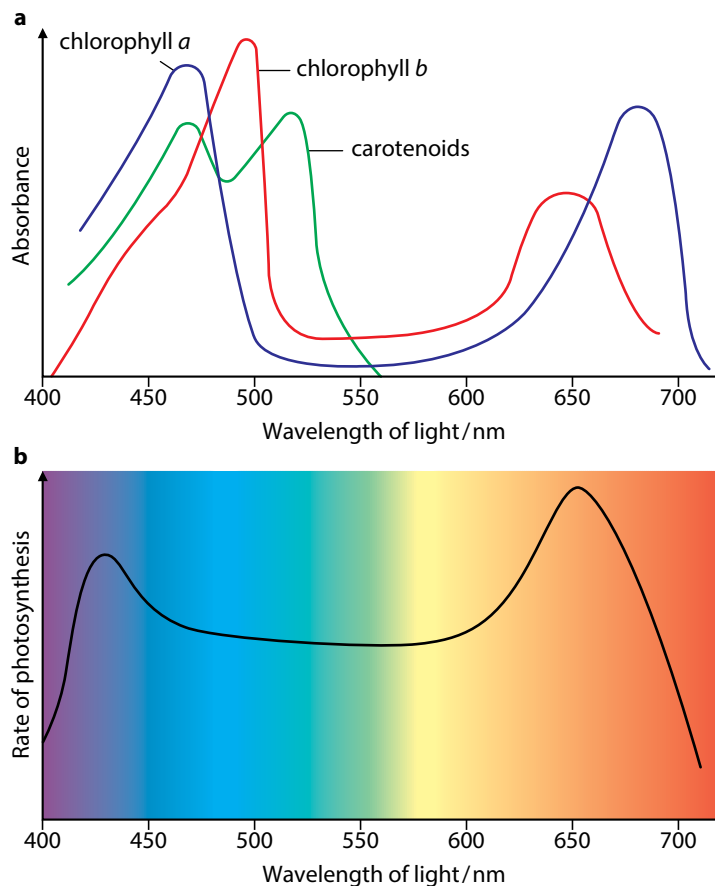 a
chlorophyll a
chlorophyll b
carotenoids
Absorbance
400 450 500 550 600 650 700
Wavelength of light/nm
b
Rate of photosynthesis
400 450 500 550 600 650 700
Wavelength of light/nm